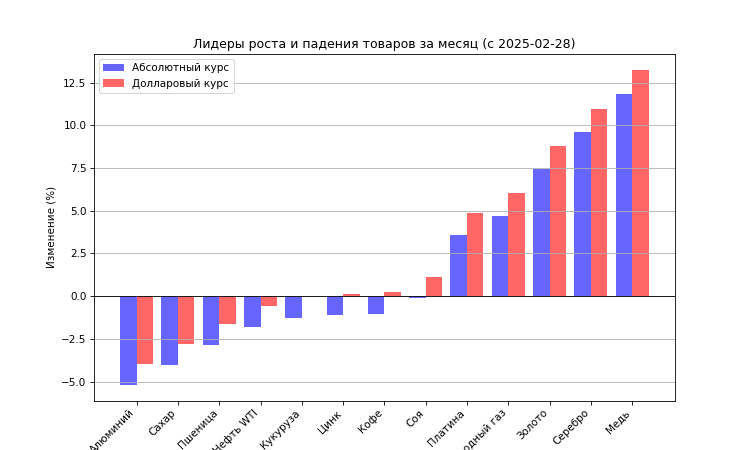 Лидеры роста и падения товаров за месяц (с 2025-02-28)
Абсолютный курс
Долларовый курс
Изменение (%)
12.5
10.0
7.5
5.0
2.5
0.0
−2.5
−5.0
Алюминий
Сахар
Пшеница
Нефть WTI
Кукуруза
Цинк
Кофе
Соя
Платина
газ
Золото
Серебро
Медь